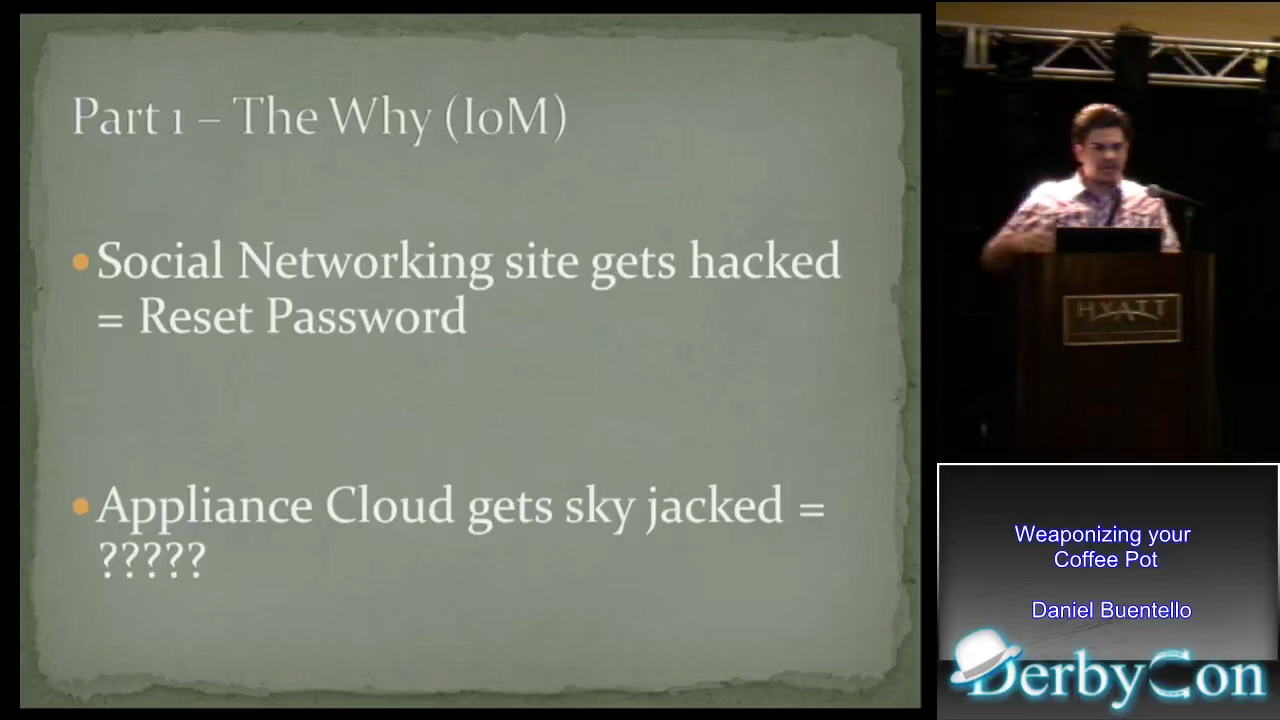 Part 1 – The Why (IoM)
• Social Networking site gets hacked
= Reset Password
• Appliance Cloud gets sky jacked =
?????
HYATT
Weaponizing your
Coffee Pot
Daniel Buentello
DerbyCon